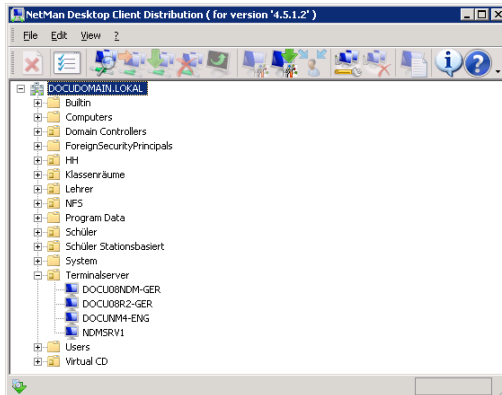 NetMan Desktop Client Distribution ( for version '4.5.1.2' )
File Edit View ?
DOCUDOMAIN.LOKAL
Builtin
Computers
Domain Controllers
ForeignSecurityPrincipals
HH
Klassenräume
Lehrer
NFS
Program Data
Schüler
Schüler Stationsbasiert
System
Terminalserver
DOCU08NDM-GER
DOCU08R2-GER
DOCUNM4-ENG
NDMSRV1
Users
Virtual CD